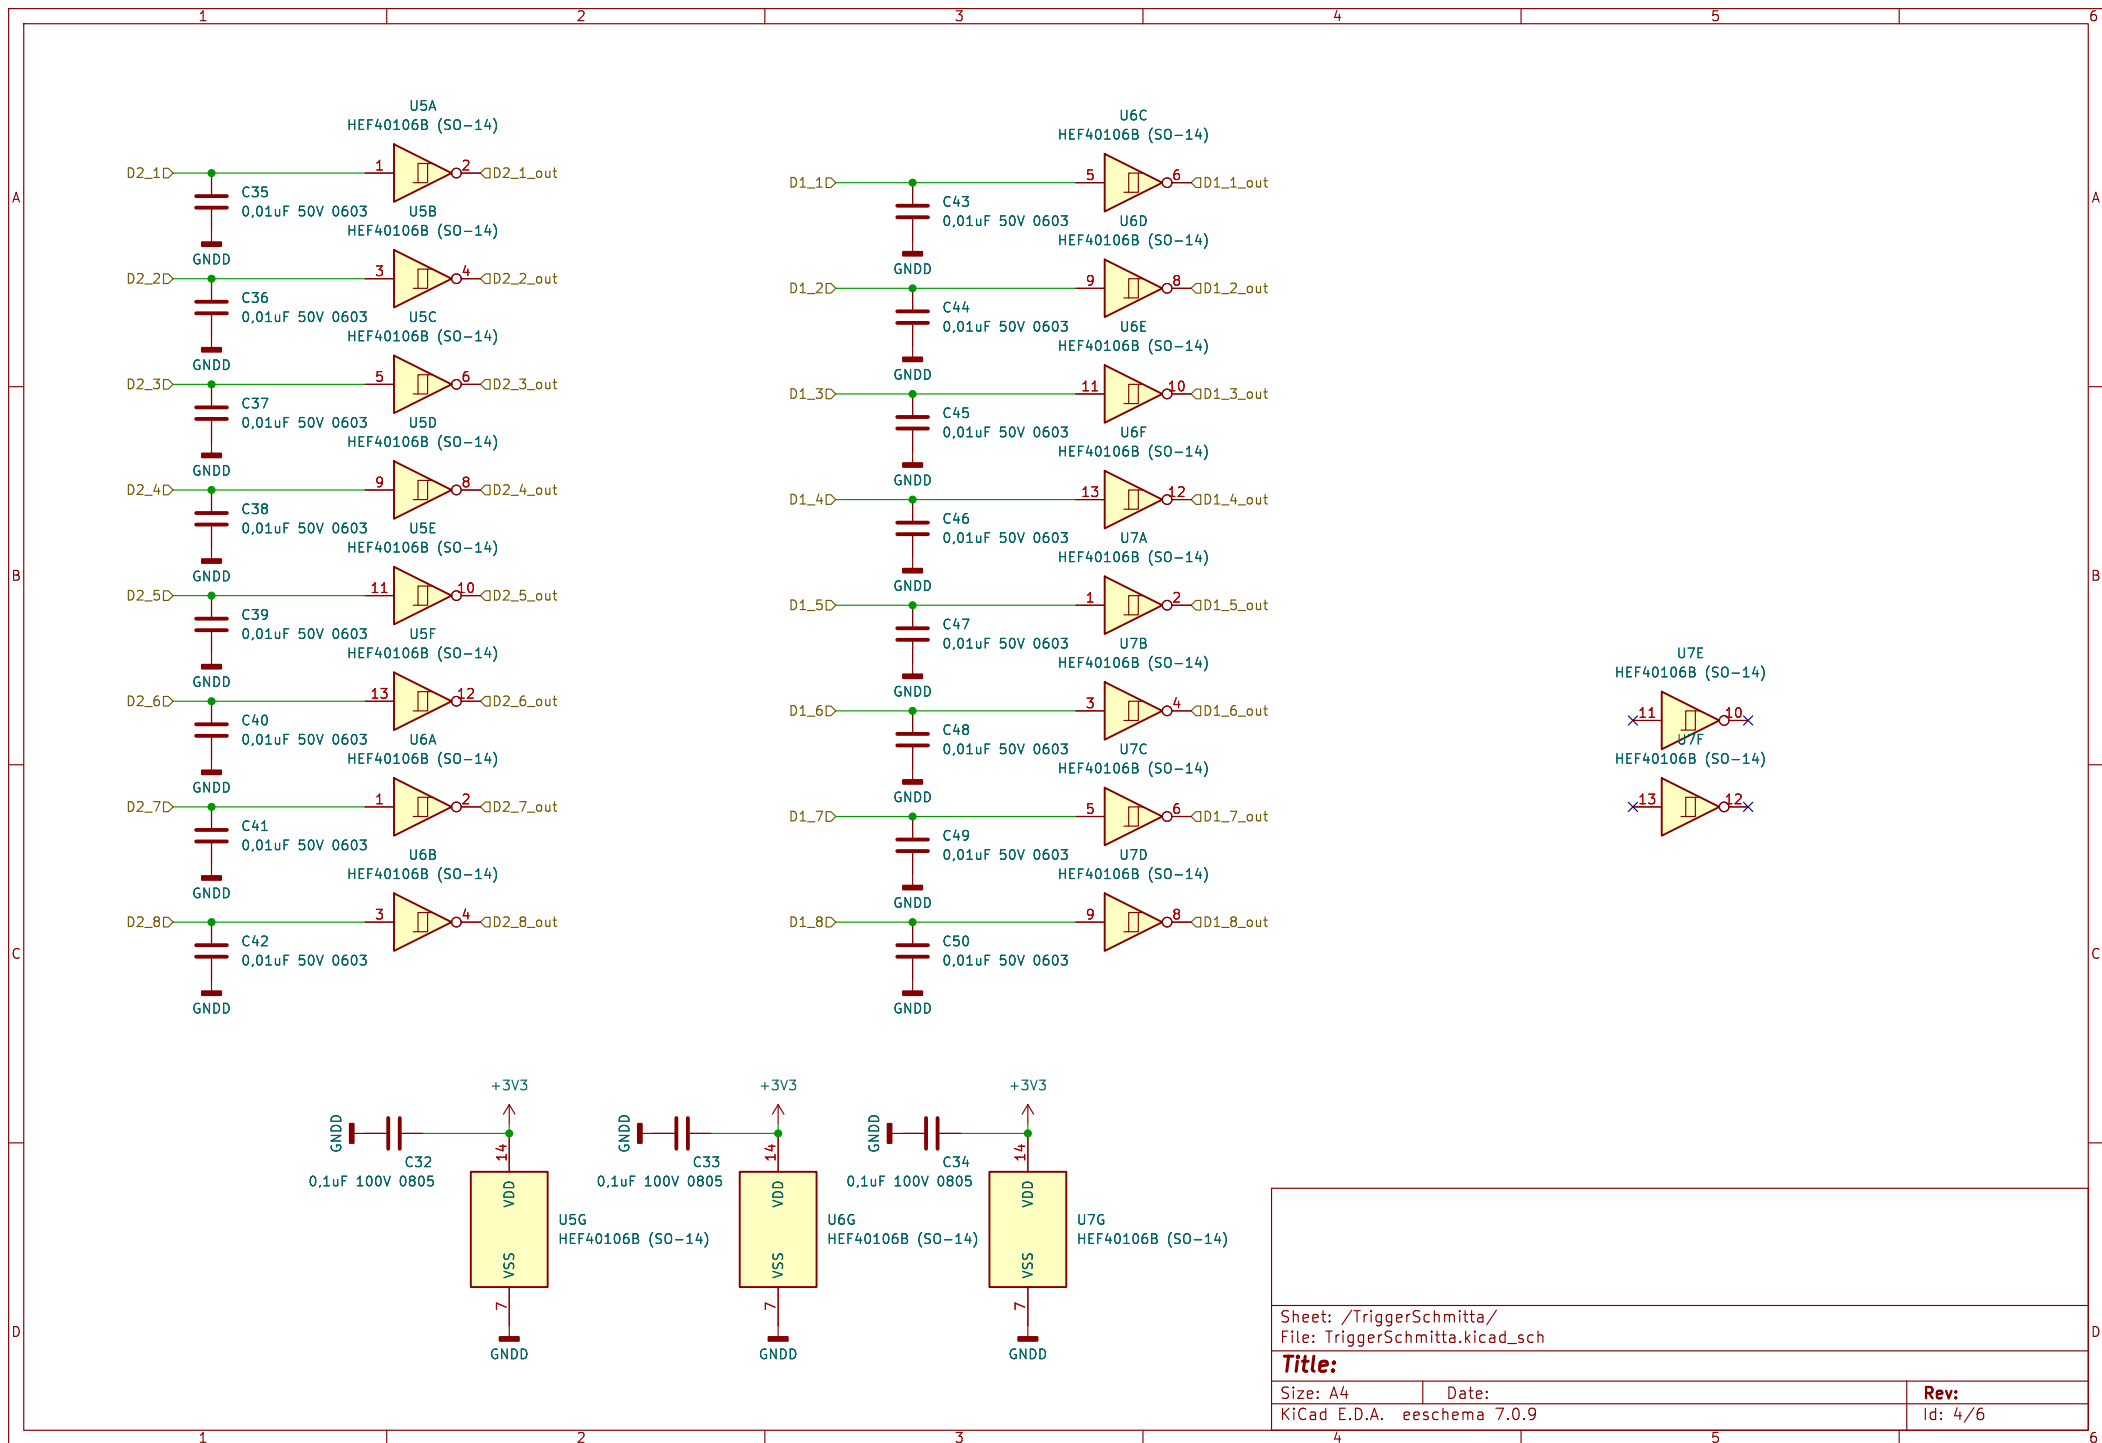 1 2 3 4 5 6
A A
B B
C C
D D
1 2 3 4 5 6
U5A
HEF40106B (SO-14)
D2_1 1 2 D2_1_out
C35
0,01uF 50V 0603
GNDD
U5B
HEF40106B (SO-14)
D2_2 3 4 D2_2_out
C36
0,01uF 50V 0603
GNDD
U5C
HEF40106B (SO-14)
D2_3 5 6 D2_3_out
C37
0,01uF 50V 0603
GNDD
U5D
HEF40106B (SO-14)
D2_4 9 8 D2_4_out
C38
0,01uF 50V 0603
GNDD
U5E
HEF40106B (SO-14)
D2_5 11 10 D2_5_out
C39
0,01uF 50V 0603
GNDD
U5F
HEF40106B (SO-14)
D2_6 13 12 D2_6_out
C40
0,01uF 50V 0603
GNDD
U6A
HEF40106B (SO-14)
D2_7 1 2 D2_7_out
C41
0,01uF 50V 0603
GNDD
U6B
HEF40106B (SO-14)
D2_8 3 4 D2_8_out
C42
0,01uF 50V 0603
GNDD
U6C
HEF40106B (SO-14)
D1_1 5 6 D1_1_out
C43
0,01uF 50V 0603
GNDD
U6D
HEF40106B (SO-14)
D1_2 9 8 D1_2_out
C44
0,01uF 50V 0603
GNDD
U6E
HEF40106B (SO-14)
D1_3 11 10 D1_3_out
C45
0,01uF 50V 0603
GNDD
U6F
HEF40106B (SO-14)
D1_4 13 12 D1_4_out
C46
0,01uF 50V 0603
GNDD
U7A
HEF40106B (SO-14)
D1_5 1 2 D1_5_out
C47
0,01uF 50V 0603
GNDD
U7B
HEF40106B (SO-14)
D1_6 3 4 D1_6_out
C48
0,01uF 50V 0603
GNDD
U7C
HEF40106B (SO-14)
D1_7 5 6 D1_7_out
C49
0,01uF 50V 0603
GNDD
U7D
HEF40106B (SO-14)
D1_8 9 8 D1_8_out
C50
0,01uF 50V 0603
GNDD
U7E
HEF40106B (SO-14)
11 10
U7F
HEF40106B (SO-14)
13 12
+3V3
GNDD
C32
0,1uF 100V 0805
14
VDD
U5G
HEF40106B (SO-14)
VSS
7
GNDD
+3V3
GNDD
C33
0,1uF 100V 0805
14
VDD
U6G
HEF40106B (SO-14)
VSS
7
GNDD
+3V3
GNDD
C34
0,1uF 100V 0805
14
VDD
U7G
HEF40106B (SO-14)
VSS
7
GNDD
Sheet: /TriggerSchmitta/
File: TriggerSchmitta.kicad_sch
Title:
Size: A4 Date: Rev:
KiCad E.D.A. eeschema 7.0.9 Id: 4/6